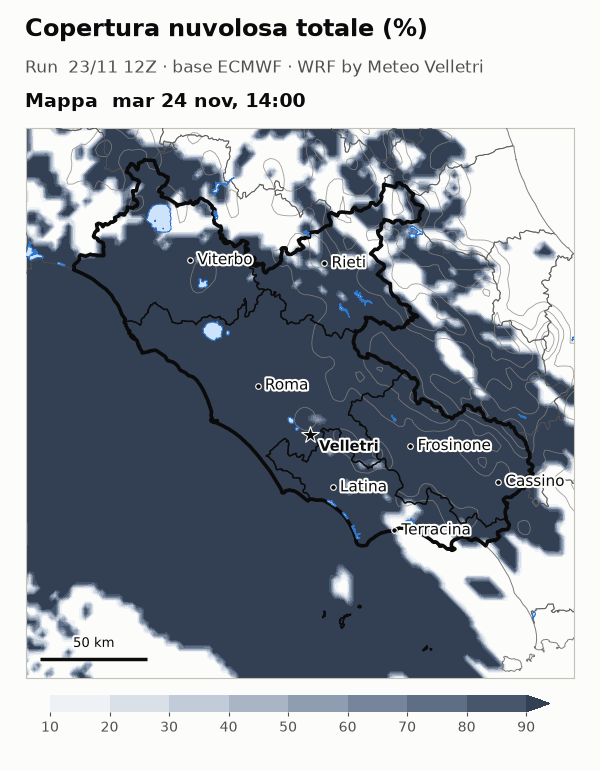 Copertura nuvolosa totale (%)
Run 23/11 12Z · base ECMWF · WRF by Meteo Velletri
Mappa mar 24 nov, 14:00
Viterbo
Rieti
Roma
Velletri
Frosinone
Cassino
Latina
Terracina
50 km
10 20 30 40 50 60 70 80 90